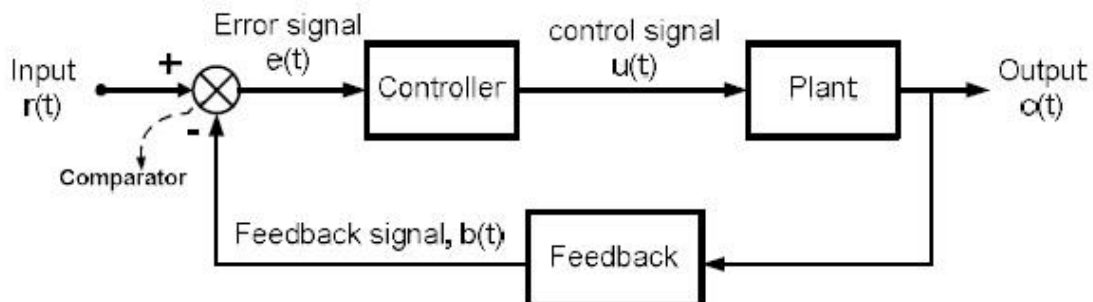 Input
r(t)
+
-
Comparator
Error signal
e(t)
Controller
control signal
u(t)
Plant
Output
c(t)
Feedback signal, b(t)
Feedback